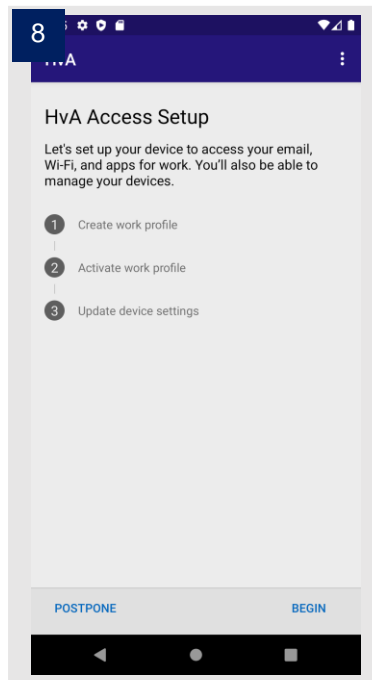 8
HvA
HvA Access Setup
Let's set up your device to access your email,
Wi-Fi, and apps for work. You'll also be able to
manage your devices.
1 Create work profile
2 Activate work profile
3 Update device settings
POSTPONE BEGIN